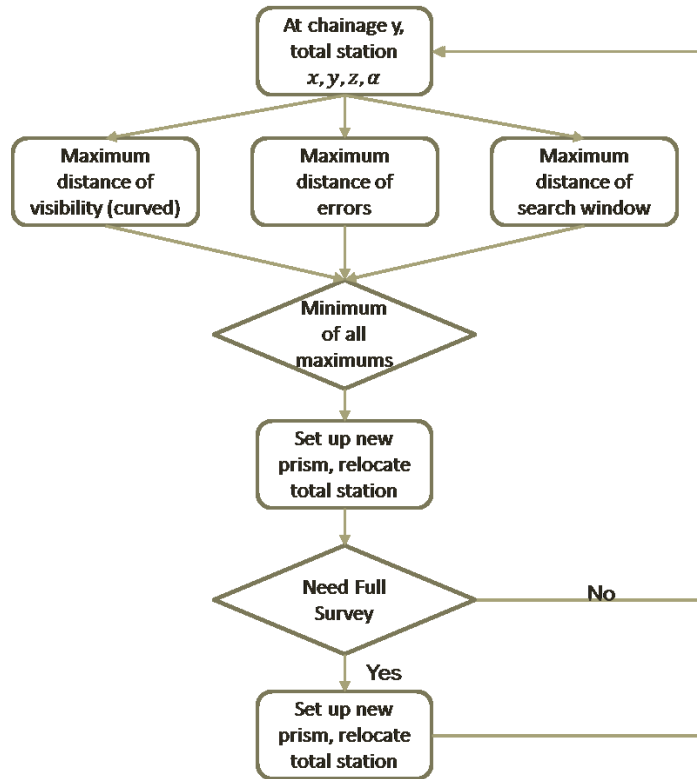 At chainage y,
total station
x, y, z, α
Maximum
distance of
visibility (curved)
Maximum
distance of
errors
Maximum
distance of
search window
Minimum
of all
maximums
Set up new
prism, relocate
total station
Need Full
Survey
No
Yes
Set up new
prism, relocate
total station